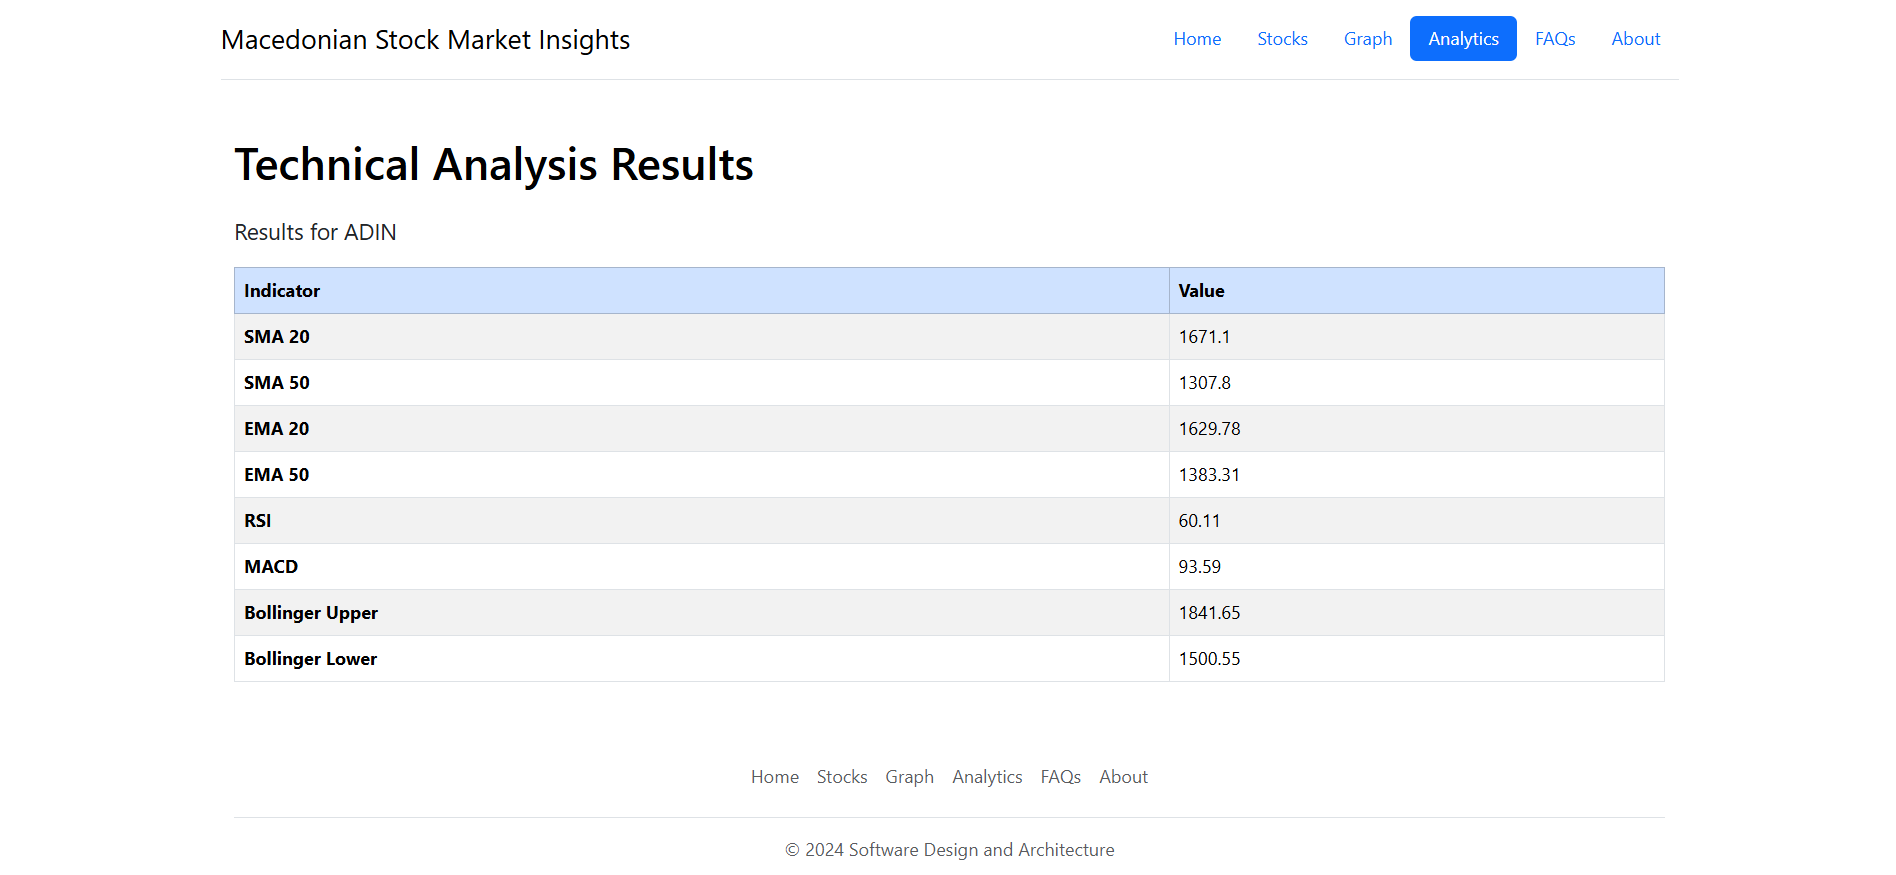 Macedonian Stock Market Insights Home Stocks Graph Analytics FAQs About
Technical Analysis Results
Results for ADIN
Indicator Value
SMA 20 1671.1
SMA 50 1307.8
EMA 20 1629.78
EMA 50 1383.31
RSI 60.11
MACD 93.59
Bollinger Upper 1841.65
Bollinger Lower 1500.55
Home Stocks Graph Analytics FAQs About
© 2024 Software Design and Architecture